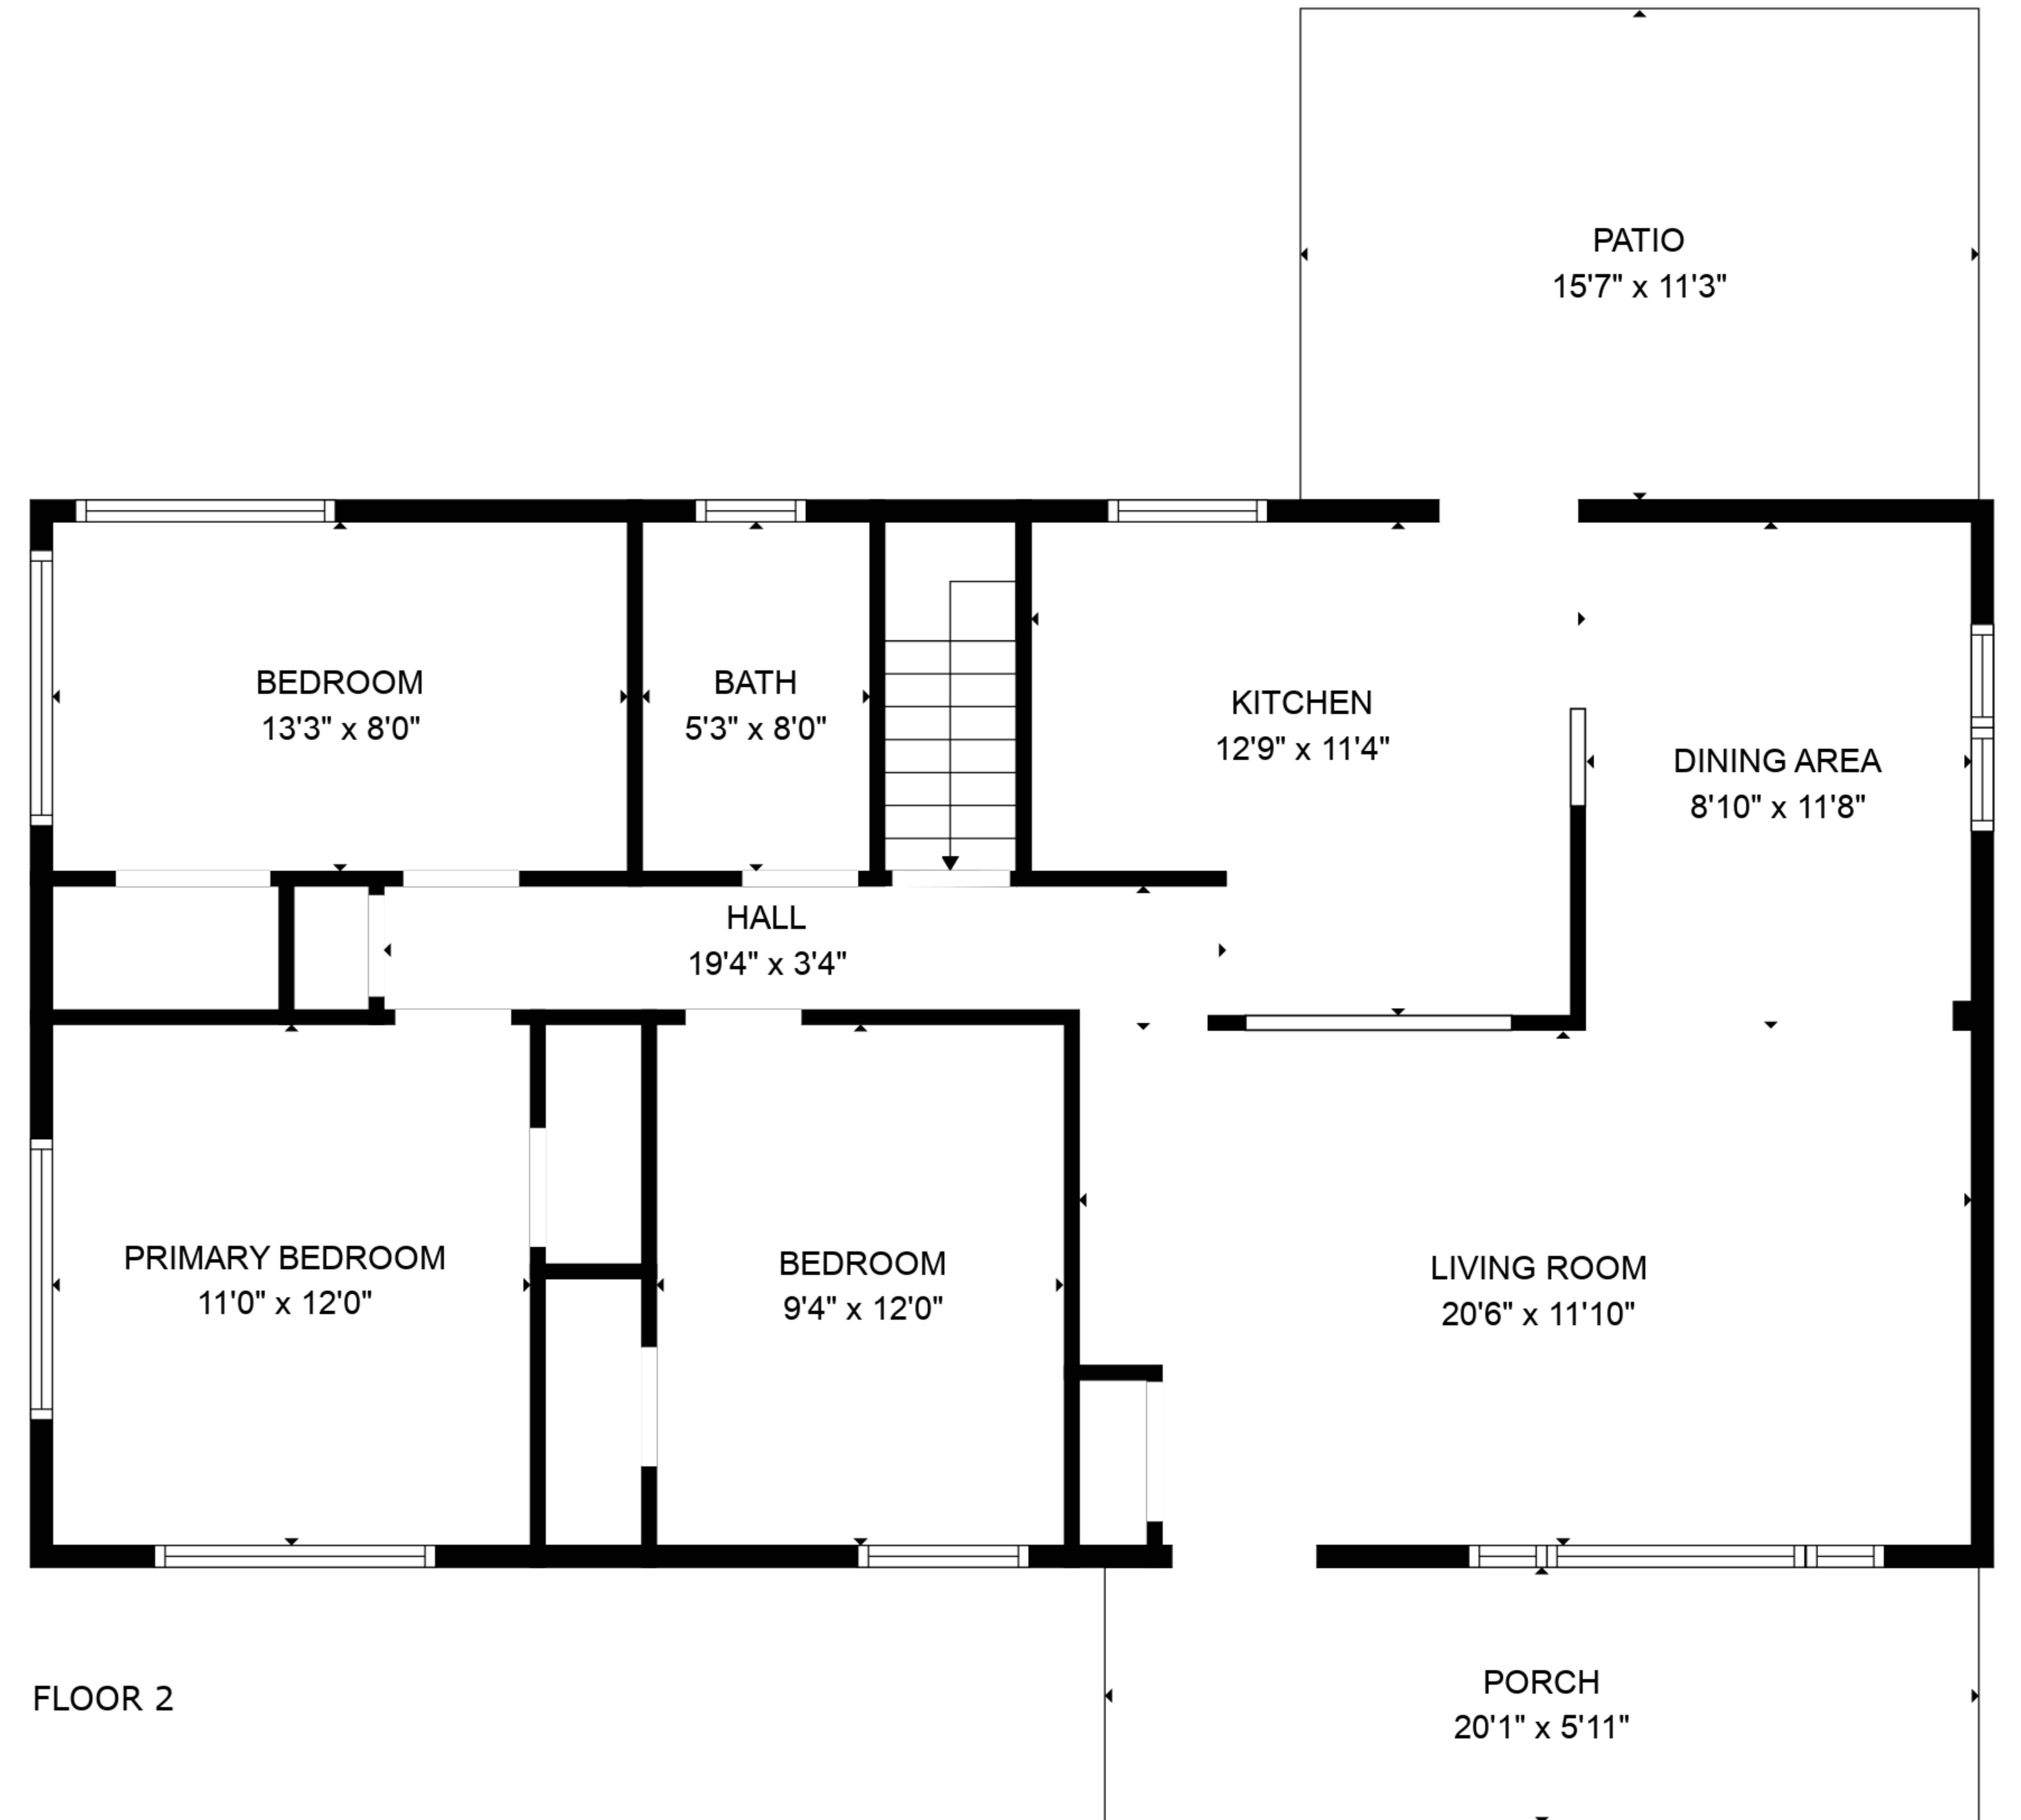 PATIO
15'7" x 11'3"
BEDROOM
13'3" x 8'0"
BATH
5'3" x 8'0"
KITCHEN
12'9" x 11'4"
DINING AREA
8'10" x 11'8"
HALL
19'4" x 3'4"
PRIMARY BEDROOM
11'0" x 12'0"
BEDROOM
9'4" x 12'0"
LIVING ROOM
20'6" x 11'10"
FLOOR 2
PORCH
20'1" x 5'11"